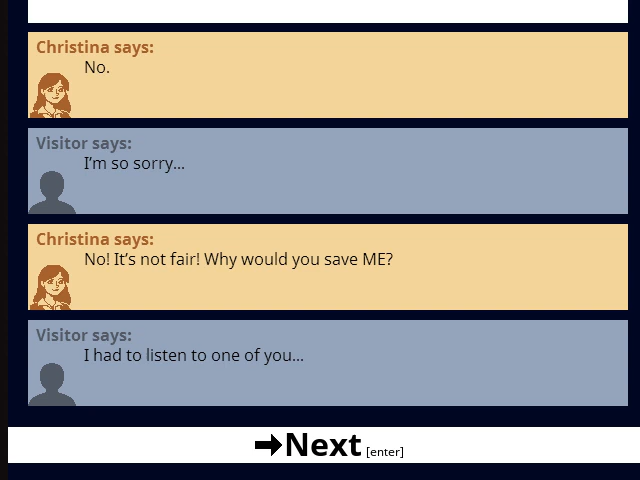 Christina says:
No.
Visitor says:
I'm so sorry...
Christina says:
No! It's not fair! Why would you save ME?
Visitor says:
I had to listen to one of you...
➡Next [enter]